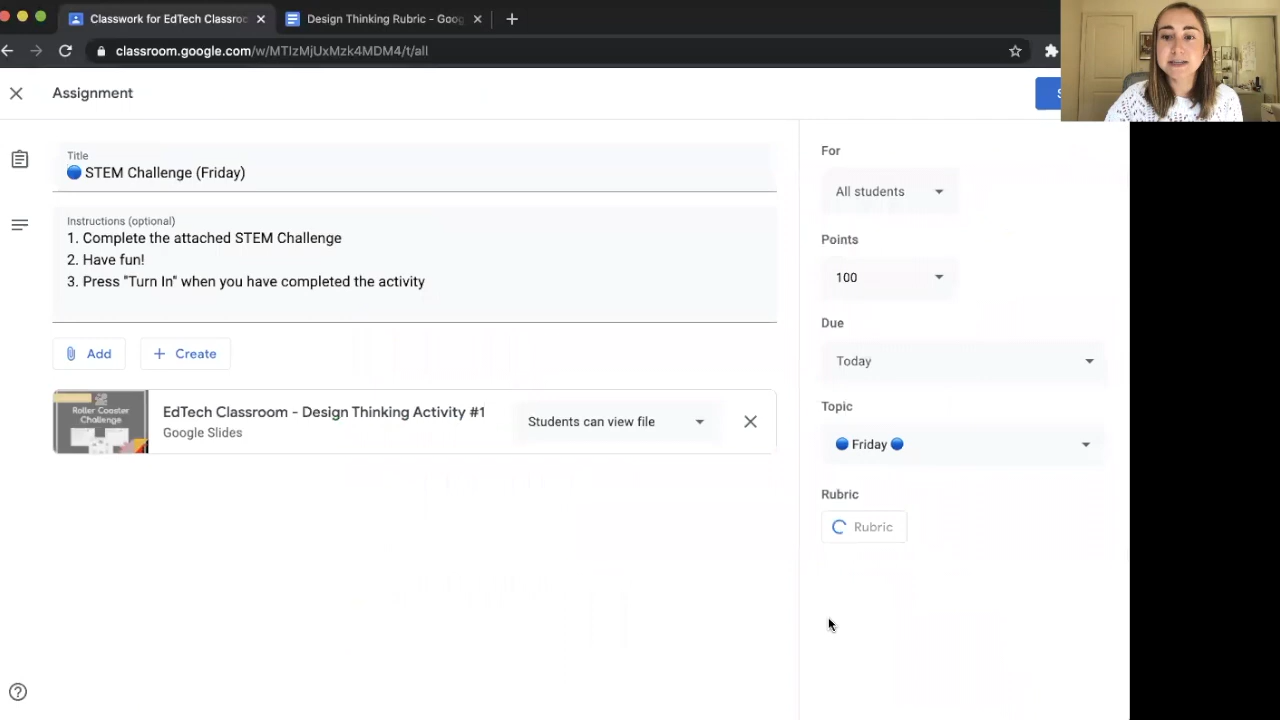 Classwork for EdTech Classroo
Design Thinking Rubric - Goog
classroom.google.com/w/MTIzMjUxMzk4MDM4/t/all
Assignment
Title
STEM Challenge (Friday)
Instructions (optional)
1. Complete the attached STEM Challenge
2. Have fun!
3. Press "Turn In" when you have completed the activity
Add
Create
Roller Coaster
Challenge
EdTech Classroom - Design Thinking Activity #1
Google Slides
Students can view file
For
All students
Points
100
Due
Today
Topic
Friday
Rubric
Rubric